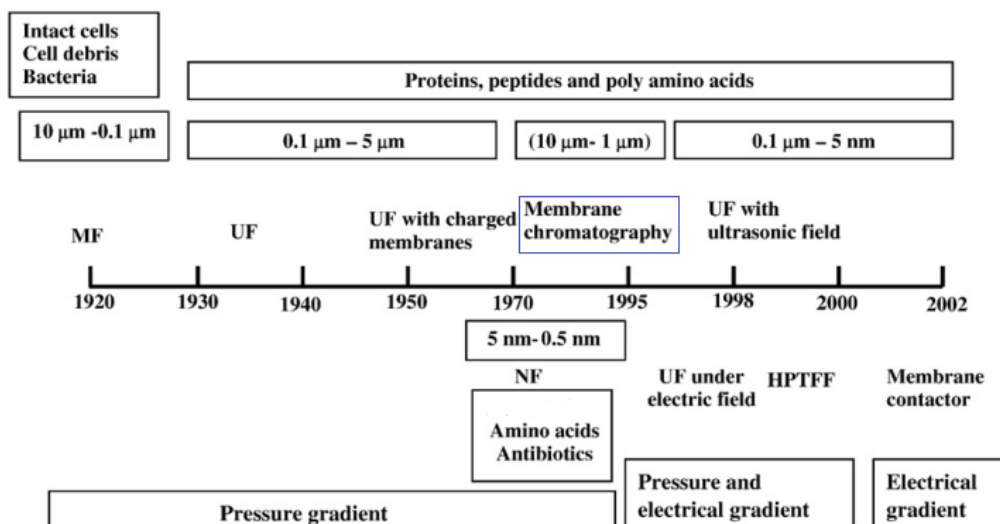 Intact cells
Cell debris
Bacteria
Proteins, peptides and poly amino acids
10 μm -0.1 μm
0.1 μm – 5 μm
(10 μm- 1 μm)
0.1 μm – 5 nm
MF
UF
UF with charged
membranes
Membrane
chromatography
UF with
ultrasonic field
1920
1930
1940
1950
1970
1995
1998
2000
2002
5 nm- 0.5 nm
NF
UF under
electric field
HPTFF
Membrane
contactor
Amino acids
Antibiotics
Pressure gradient
Pressure and
electrical gradient
Electrical
gradient